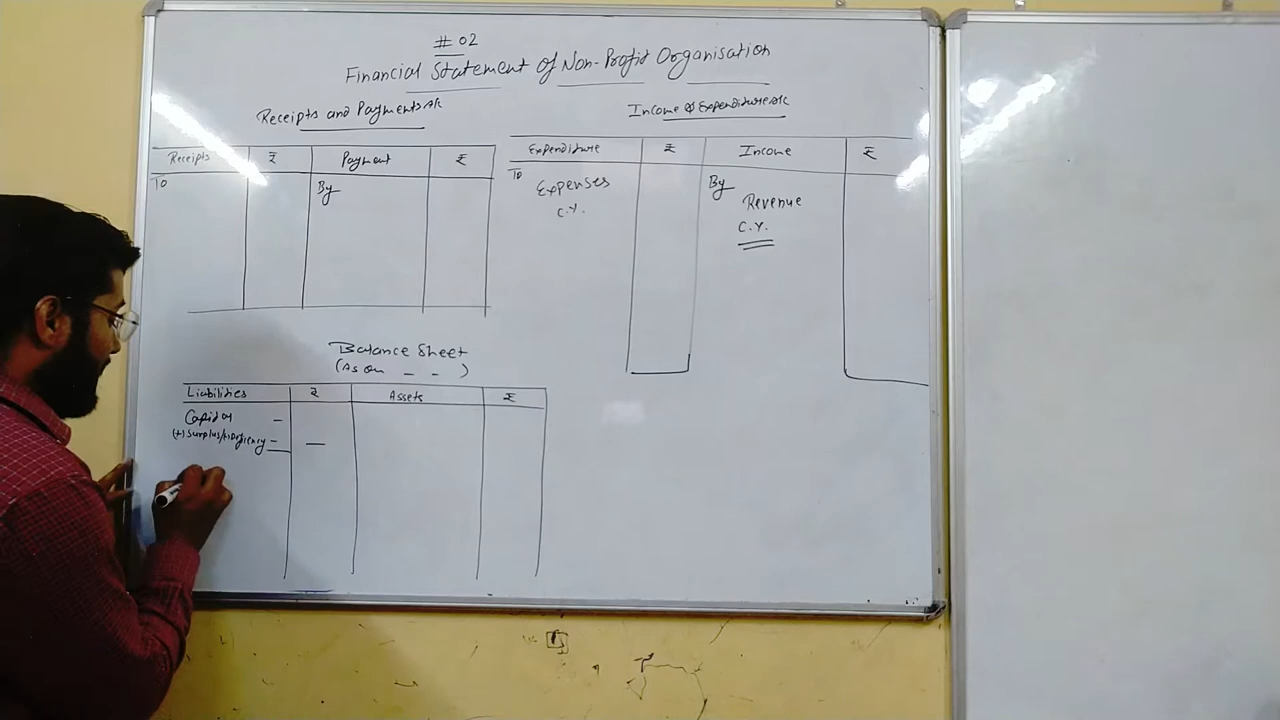 # 02
Financial Statement of Non-Profit Organisation
Receipts and Payments A/c
Receipts ₹ Payment ₹
To By
Income & Expenditure A/c
Expenditure ₹ Income ₹
To Expenses By Revenue
C.Y. C.Y.
Balance Sheet
(As on _ _ )
Liabilities ₹ Assets ₹
Capital -
(+) Surplus/(-)Deficiency - —